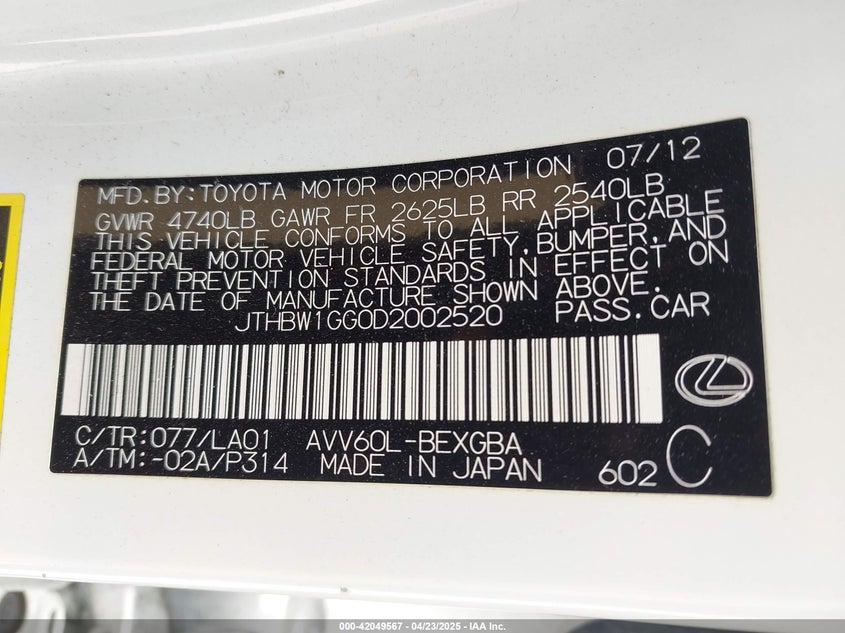 MFD.BY:TOYOTA MOTOR CORPORATION 07/12
GVWR 4740LB GAWR FR 2625LB RR 2540LB
THIS VEHICLE CONFORMS TO ALL APPLICABLE
FEDERAL MOTOR VEHICLE SAFETY,BUMPER,AND
THEFT PREVENTION STANDARDS IN EFFECT ON
THE DATE OF MANUFACTURE SHOWN ABOVE.
JTHBW1GG0D2002520 PASS.CAR
C/TR:077/LA01 AVV60L-BEXGBA
A/TM:-02A/P314 MADE IN JAPAN 602 C
000-42049567 - 04/23/2025 - © IAA Inc.